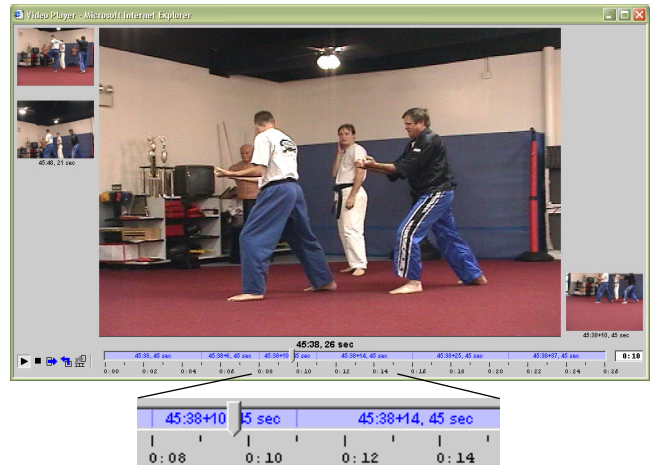 Video Player - Microsoft Internet Explorer
45:48, 21 sec
45:38+10, 45 sec
45:38, 26 sec
45:38, 45 sec 45:38+6, 45 sec 45:38+10 45 sec 45:38+14, 45 sec 45:38+25, 45 sec 45:38+37, 45 sec 0:10
0:00 0:02 0:04 0:06 0:08 0:10 0:12 0:14 0:16 0:18 0:20 0:22 0:24 0:26
45:38+10 45 sec 45:38+14, 45 sec
0:08 0:10 0:12 0:14